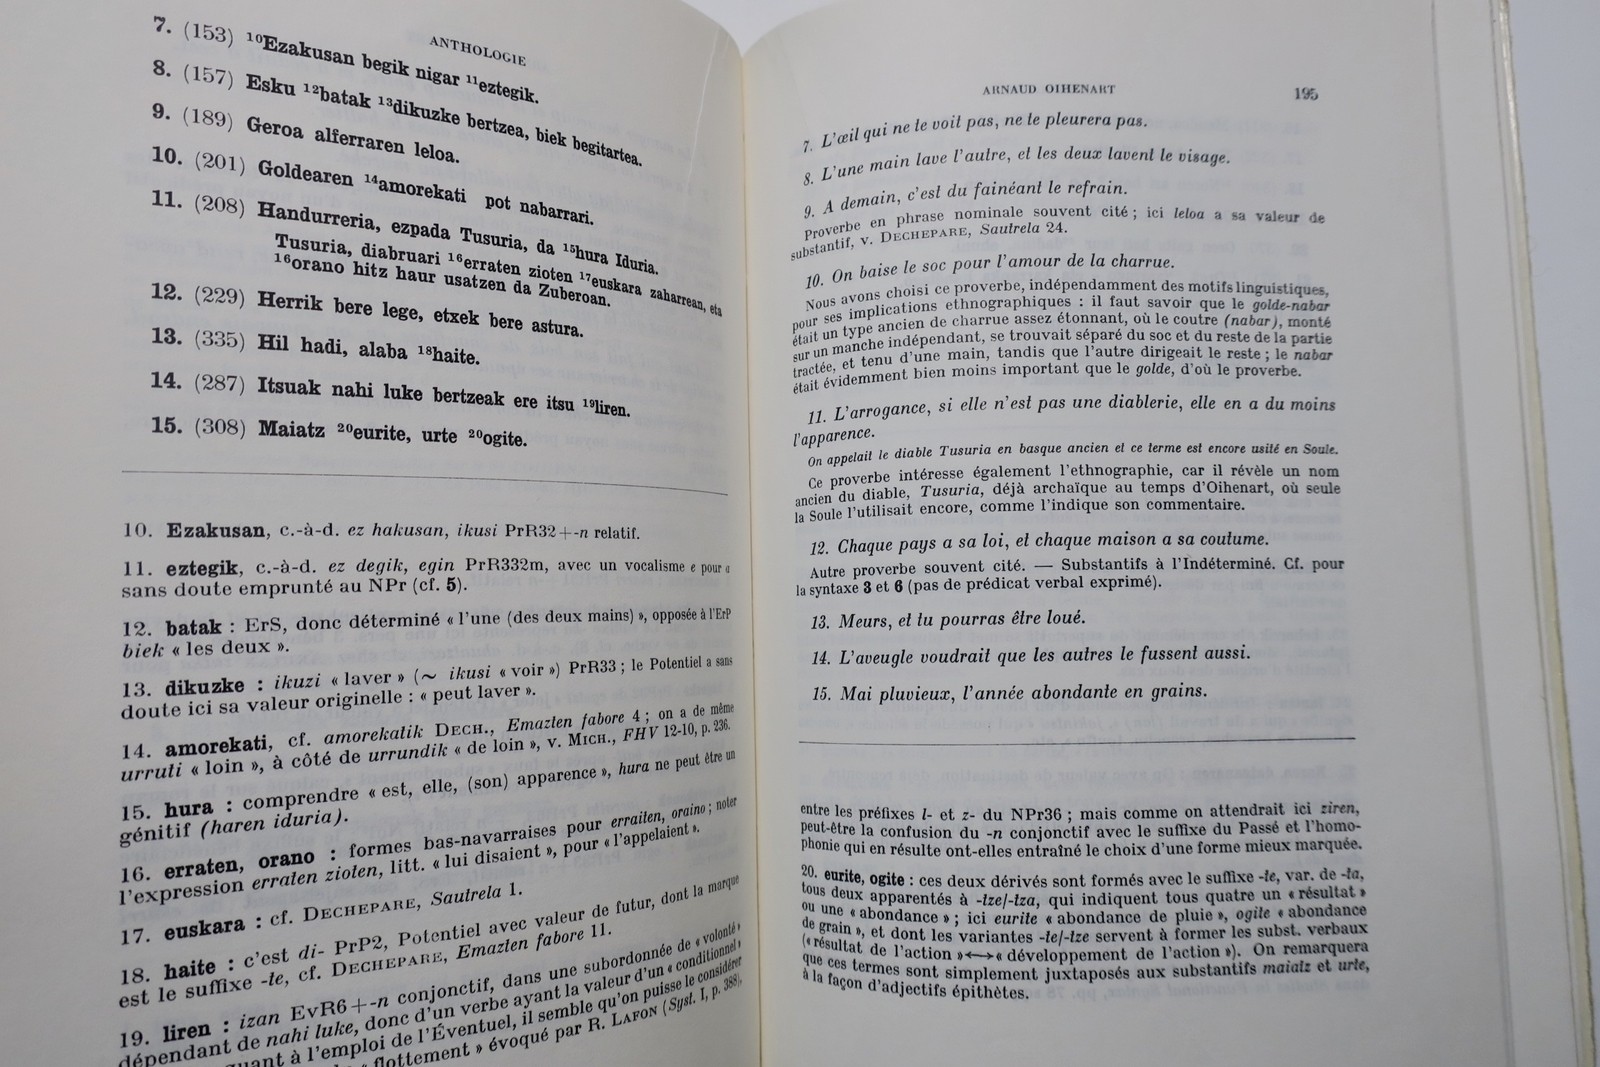 ANTHOLOGIE
7. (153) ¹⁰Ezakusan begik nigar ¹¹eztegik.
8. (157) Esku ¹²batak ¹³dikuzke bertzea, biek begitartea.
9. (189) Geroa alferraren leloa.
10. (201) Goldearen ¹⁴amorekati pot nabarrari.
11. (208) Handurreria, ezpada Tusuria, da ¹⁵hura Iduria.
Tusuria, diabruari ¹⁶erraten zioten ¹⁷euskara zaharrean, eta
¹⁶orano hitz haur usatzen da Zuberoan.
12. (229) Herrik bere lege, etxek bere astura.
13. (335) Hil hadi, alaba ¹⁸haite.
14. (287) Itsuak nahi luke bertzeak ere itsu ¹⁹liren.
15. (308) Maiatz ²⁰eurite, urte ²⁰ogite.
10. Ezakusan, c.-à-d. ez hakusan, ikusi PrR32+-n relatif.
11. eztegik, c.-à-d. ez degik, egin PrR332m, avec un vocalisme e pour a
sans doute emprunté au NPr (cf. 5).
12. batak : ErS, donc déterminé « l'une (des deux mains) », opposée à l'ErP
biek « les deux ».
13. dikuzke : ikuzi « laver » (~ ikusi « voir ») PrR33 ; le Potentiel a sans
doute ici sa valeur originelle : « peut laver ».
14. amorekati, cf. amorekatik DECH., Emazten fabore 4 ; on a de même
urruti « loin », à côté de urrundik « de loin », v. MICH., FHV 12-10, p. 236.
15. hura : comprendre « est, elle, (son) apparence », hura ne peut être un
génitif (haren iduria).
16. erraten, orano : formes bas-navarraises pour erraiten, oraino ; noter
l'expression erraten zioten, litt. « lui disaient », pour « l'appelaient ».
17. euskara : cf. DECHEPARE, Sautrela 1.
18. haite : c'est di- PrP2, Potentiel avec valeur de futur, dont la marque
est le suffixe -te, cf. DECHEPARE, Emazten fabore 11.
19. liren : izan EvR6+-n conjonctif, dans une subordonnée de « volonté »
dépendant de nahi luke, donc d'un verbe ayant la valeur d'un « conditionnel »
quant à l'emploi de l'Éventuel, il semble qu'on puisse le considérer
« flottement » évoqué par R. LAFON (Syst. I, p. 388),
ARNAUD OIHENART 195
7. L'œil qui ne te voit pas, ne te pleurera pas.
8. L'une main lave l'autre, et les deux lavent le visage.
9. A demain, c'est du fainéant le refrain.
Proverbe en phrase nominale souvent cité ; ici leloa a sa valeur de
substantif, v. DECHEPARE, Sautrela 24.
10. On baise le soc pour l'amour de la charrue.
Nous avons choisi ce proverbe, indépendamment des motifs linguistiques,
pour ses implications ethnographiques : il faut savoir que le golde-nabar
était un type ancien de charrue assez étonnant, où le coutre (nabar), monté
sur un manche indépendant, se trouvait séparé du soc et du reste de la partie
tractée, et tenu d'une main, tandis que l'autre dirigeait le reste ; le nabar
était évidemment bien moins important que le golde, d'où le proverbe.
11. L'arrogance, si elle n'est pas une diablerie, elle en a du moins
l'apparence.
On appelait le diable Tusuria en basque ancien et ce terme est encore usité en Soule.
Ce proverbe intéresse également l'ethnographie, car il révèle un nom
ancien du diable, Tusuria, déjà archaïque au temps d'Oihenart, où seule
la Soule l'utilisait encore, comme l'indique son commentaire.
12. Chaque pays a sa loi, et chaque maison a sa coutume.
Autre proverbe souvent cité. — Substantifs à l'Indéterminé. Cf. pour
la syntaxe 3 et 6 (pas de prédicat verbal exprimé).
13. Meurs, et tu pourras être loué.
14. L'aveugle voudrait que les autres le fussent aussi.
15. Mai pluvieux, l'année abondante en grains.
entre les préfixes l- et z- du NPr36 ; mais comme on attendrait ici ziren,
peut-être la confusion du -n conjonctif avec le suffixe du Passé et l'homo-
phonie qui en résulte ont-elles entraîné le choix d'une forme mieux marquée.
20. eurite, ogite : ces deux dérivés sont formés avec le suffixe -te, var. de -ta,
tous deux apparentés à -tze/-tza, qui indiquent tous quatre un « résultat »
ou une « abondance » ; ici eurite « abondance de pluie », ogite « abondance
de grain », et dont les variantes -te/-tze servent à former les subst. verbaux
(« résultat de l'action »⟷« développement de l'action »). On remarquera
que ces termes sont simplement juxtaposés aux substantifs maiatz et urte,
à la façon d'adjectifs épithètes.